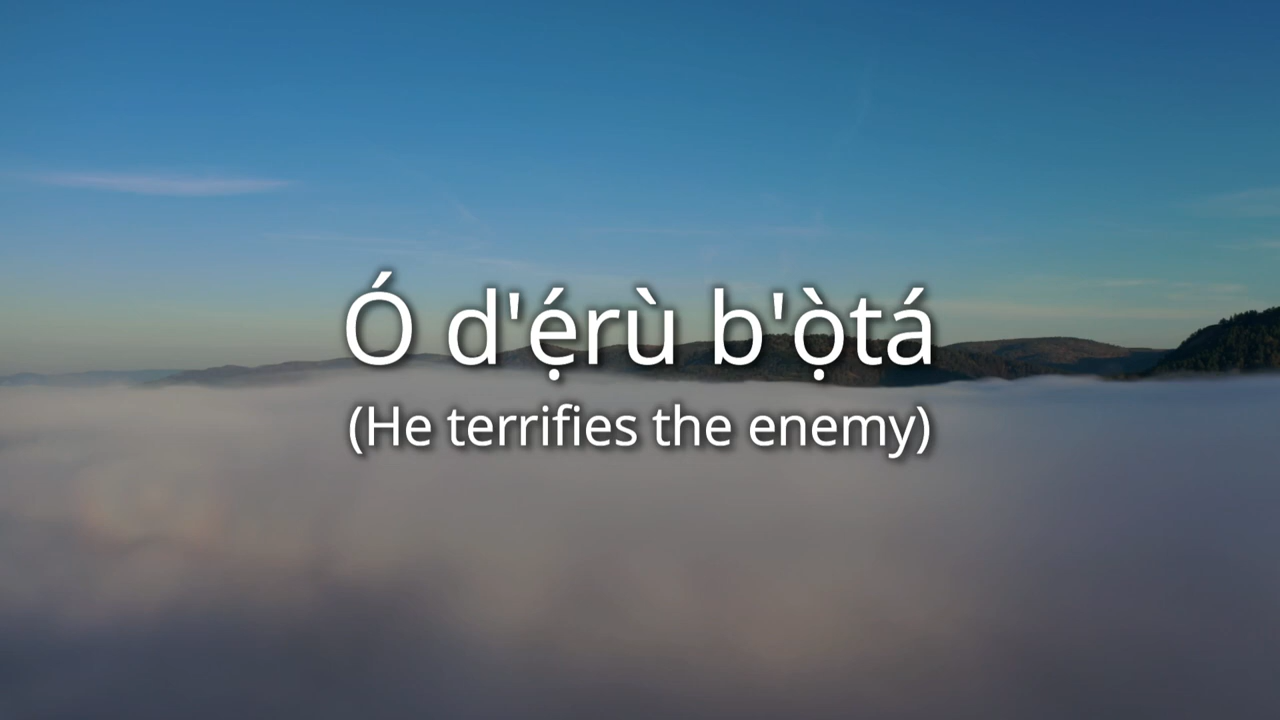 Ó d'ẹ́rù b'ọ̀tá
(He terrifies the enemy)